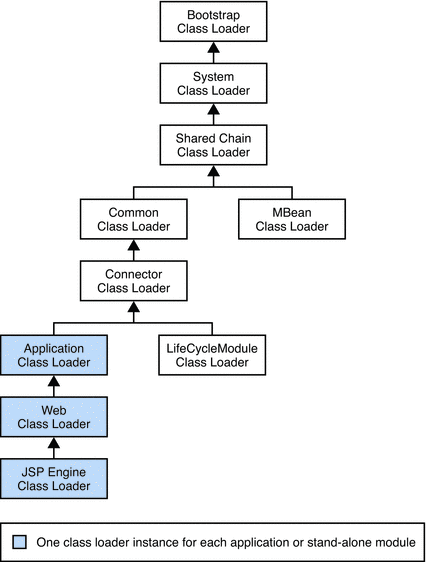 Bootstrap
Class Loader
System
Class Loader
Shared Chain
Class Loader
Common
Class Loader
MBean
Class Loader
Connector
Class Loader
Application
Class Loader
LifeCycleModule
Class Loader
Web
Class Loader
JSP Engine
Class Loader
One class loader instance for each application or stand-alone module